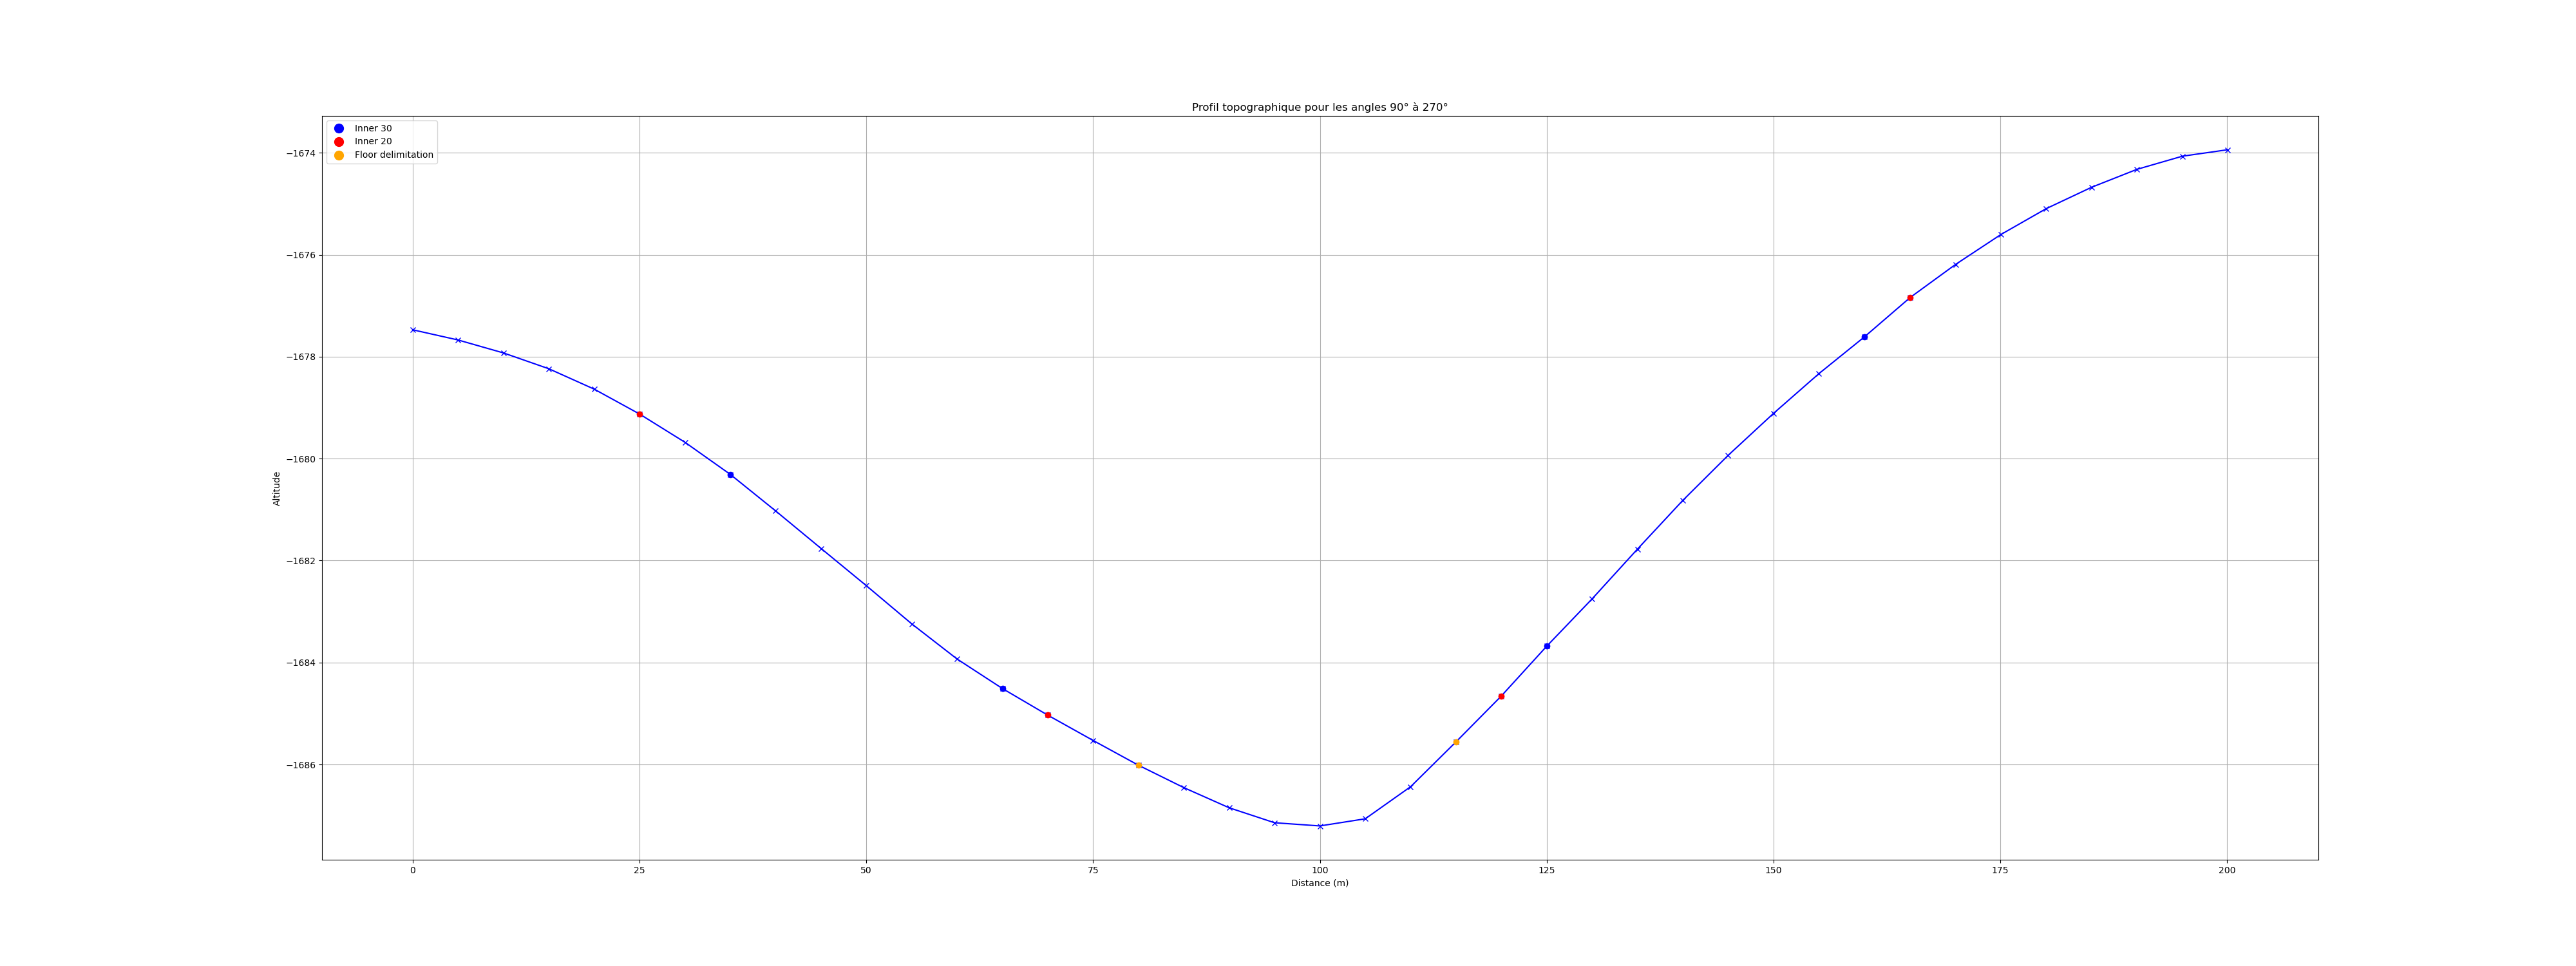 Profil topographique pour les angles 90° à 270°
Inner 30
Inner 20
Floor delimitation
−1674
−1676
−1678
−1680
−1682
−1684
−1686
Altitude
0 25 50 75 100 125 150 175 200
Distance (m)